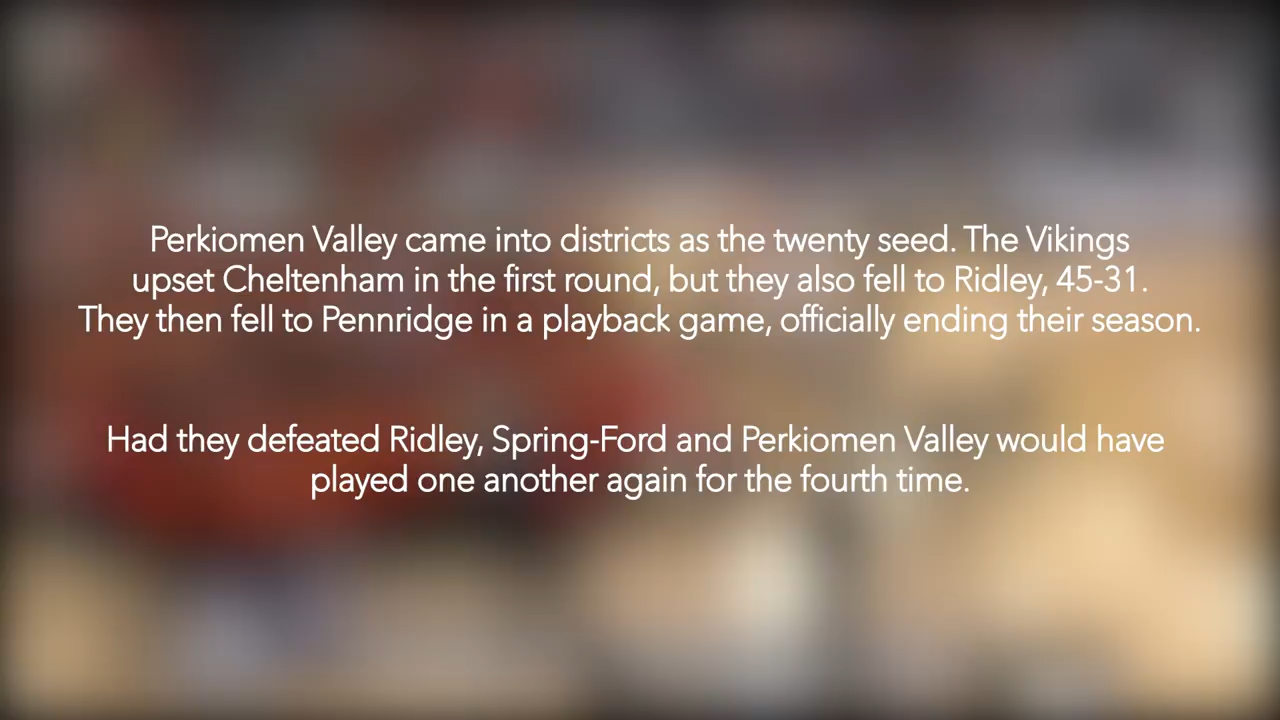 Perkiomen Valley came into districts as the twenty seed. The Vikings
upset Cheltenham in the first round, but they also fell to Ridley, 45-31.
They then fell to Pennridge in a playback game, officially ending their season.
Had they defeated Ridley, Spring-Ford and Perkiomen Valley would have
played one another again for the fourth time.